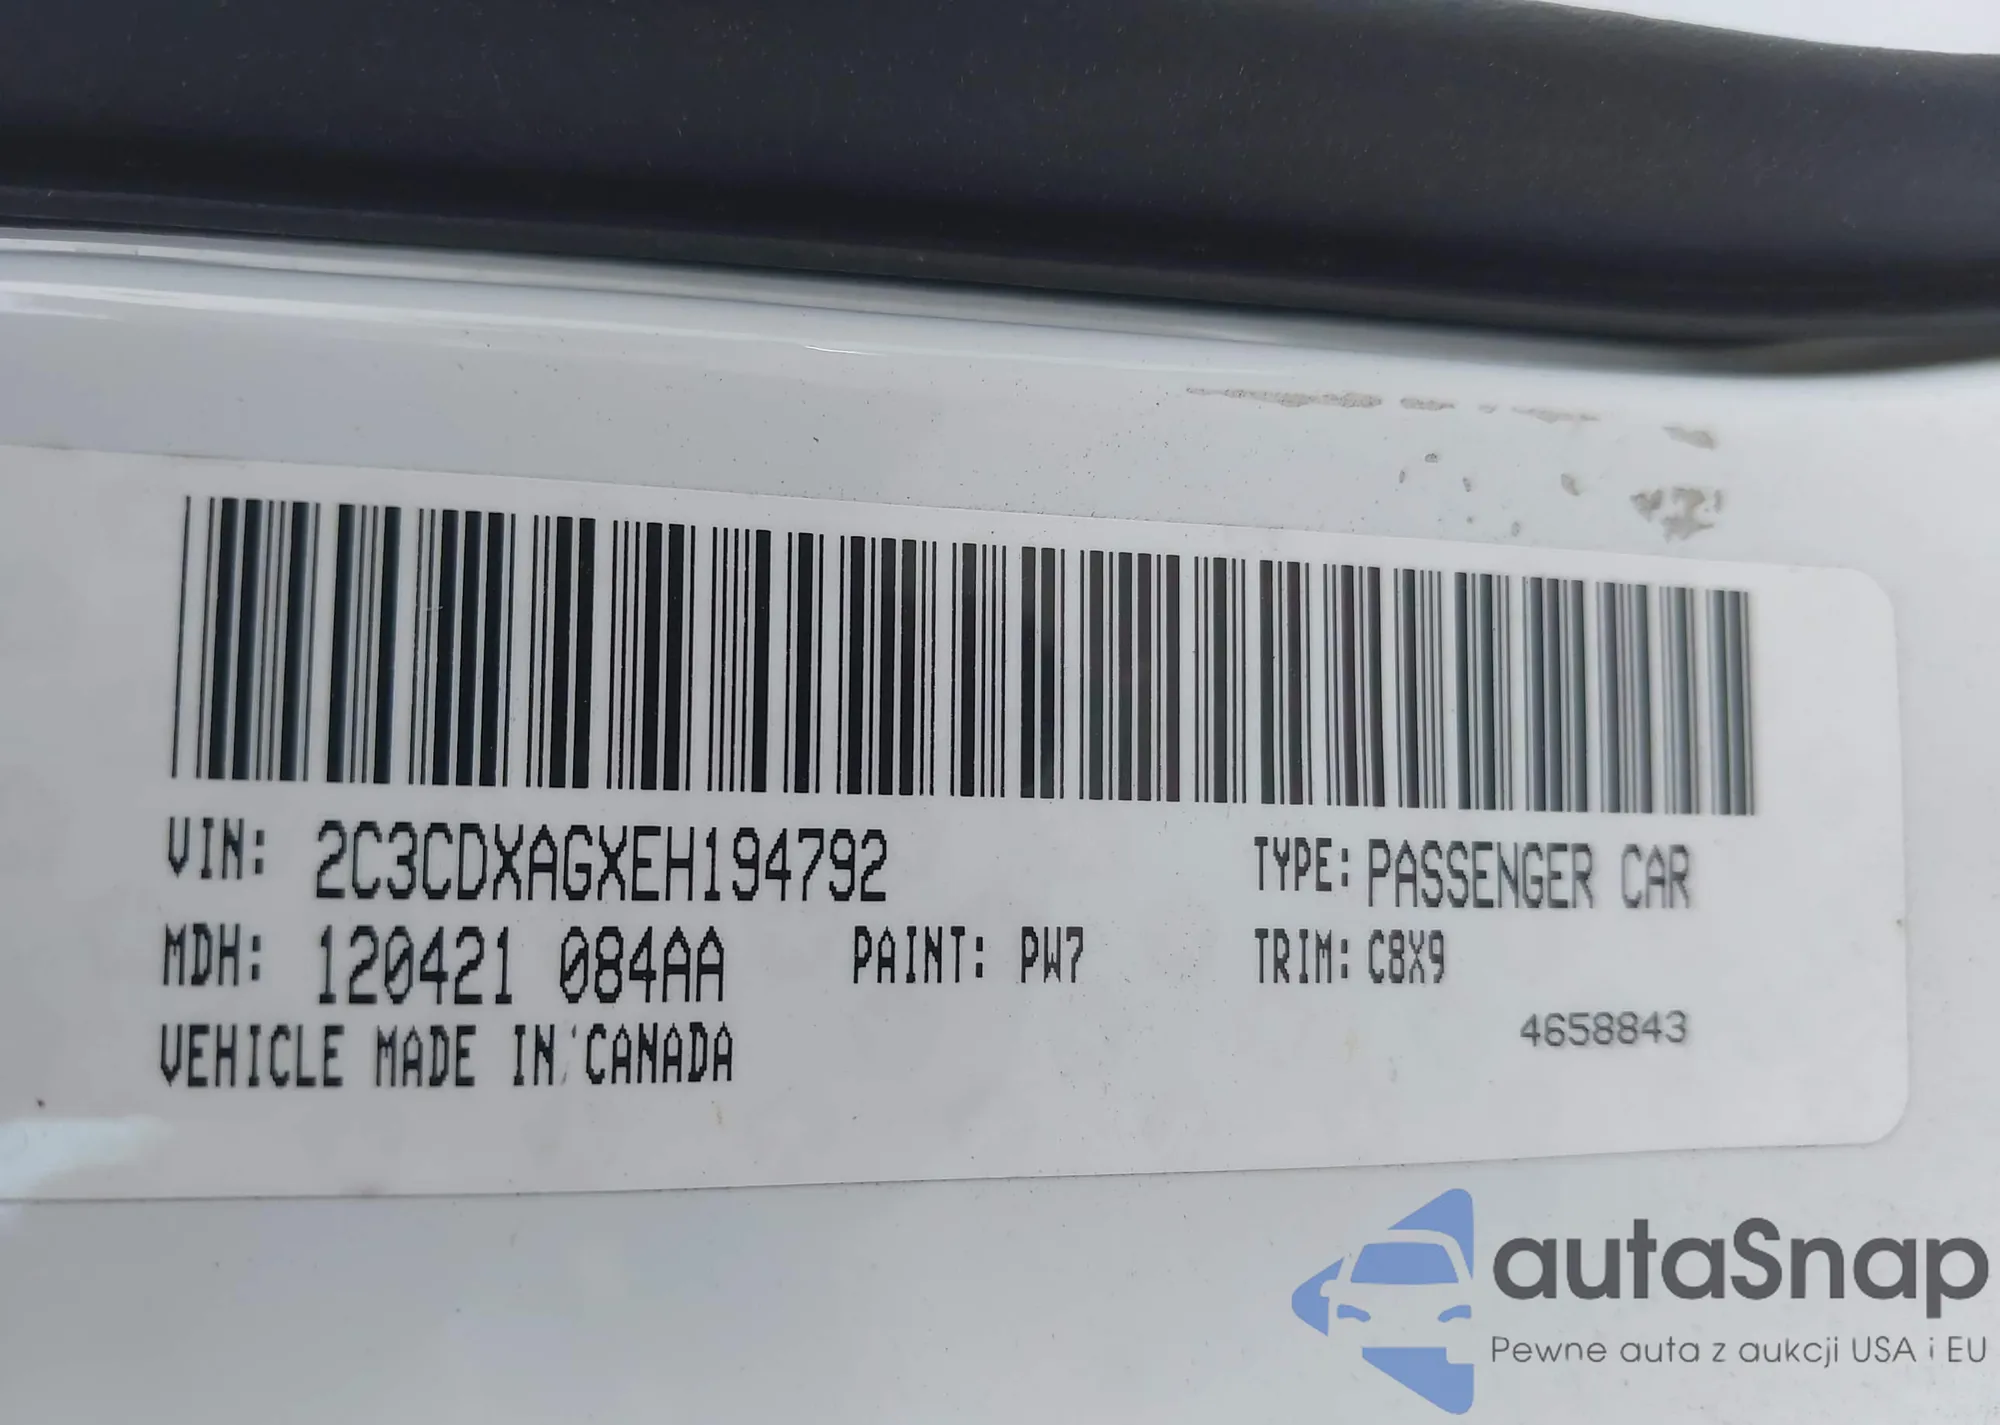 VIN: 2C3CDXAGXEH194792
TYPE: PASSENGER CAR
MDH: 120421 084AA
PAINT: PW7
TRIM: C8X9
VEHICLE MADE IN CANADA
4658843
autaSnap
Pewne auta z aukcji USA i EU